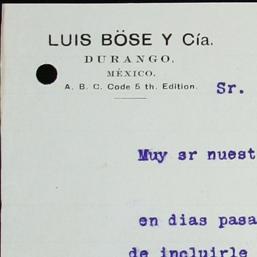 LUIS BÖSE Y Cía.
DURANGO,
MÉXICO.
A. B. C. Code 5 th. Edition.
Sr.
Muy sr nuest
en dias pasa
de incluirle